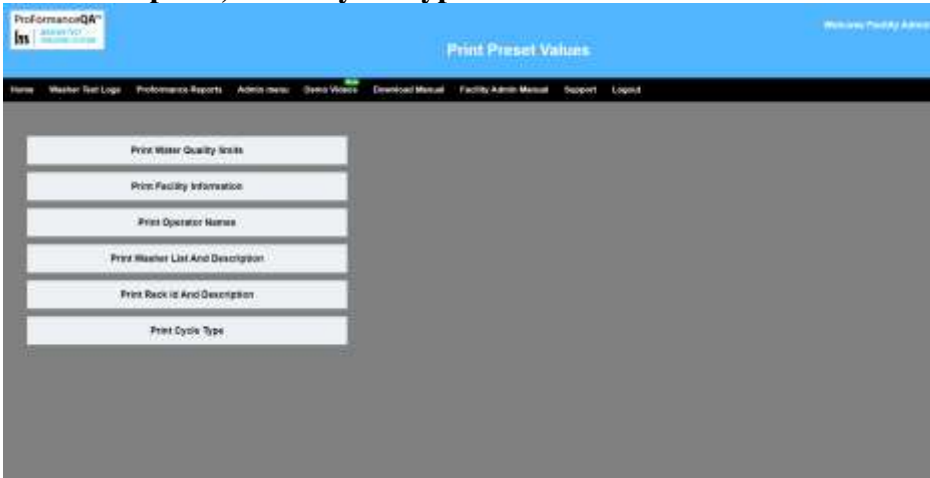 ProFormanceQA™
Welcome Facility Admin
Print Preset Values
Home Washer Test Logs Proformance Reports Admin menu Demo Videos Download Manual Facility Admin Manual Support Logout
Print Water Quality limits
Print Facility Information
Print Operator Names
Print Washer List And Description
Print Rack id And Description
Print Cycle Type